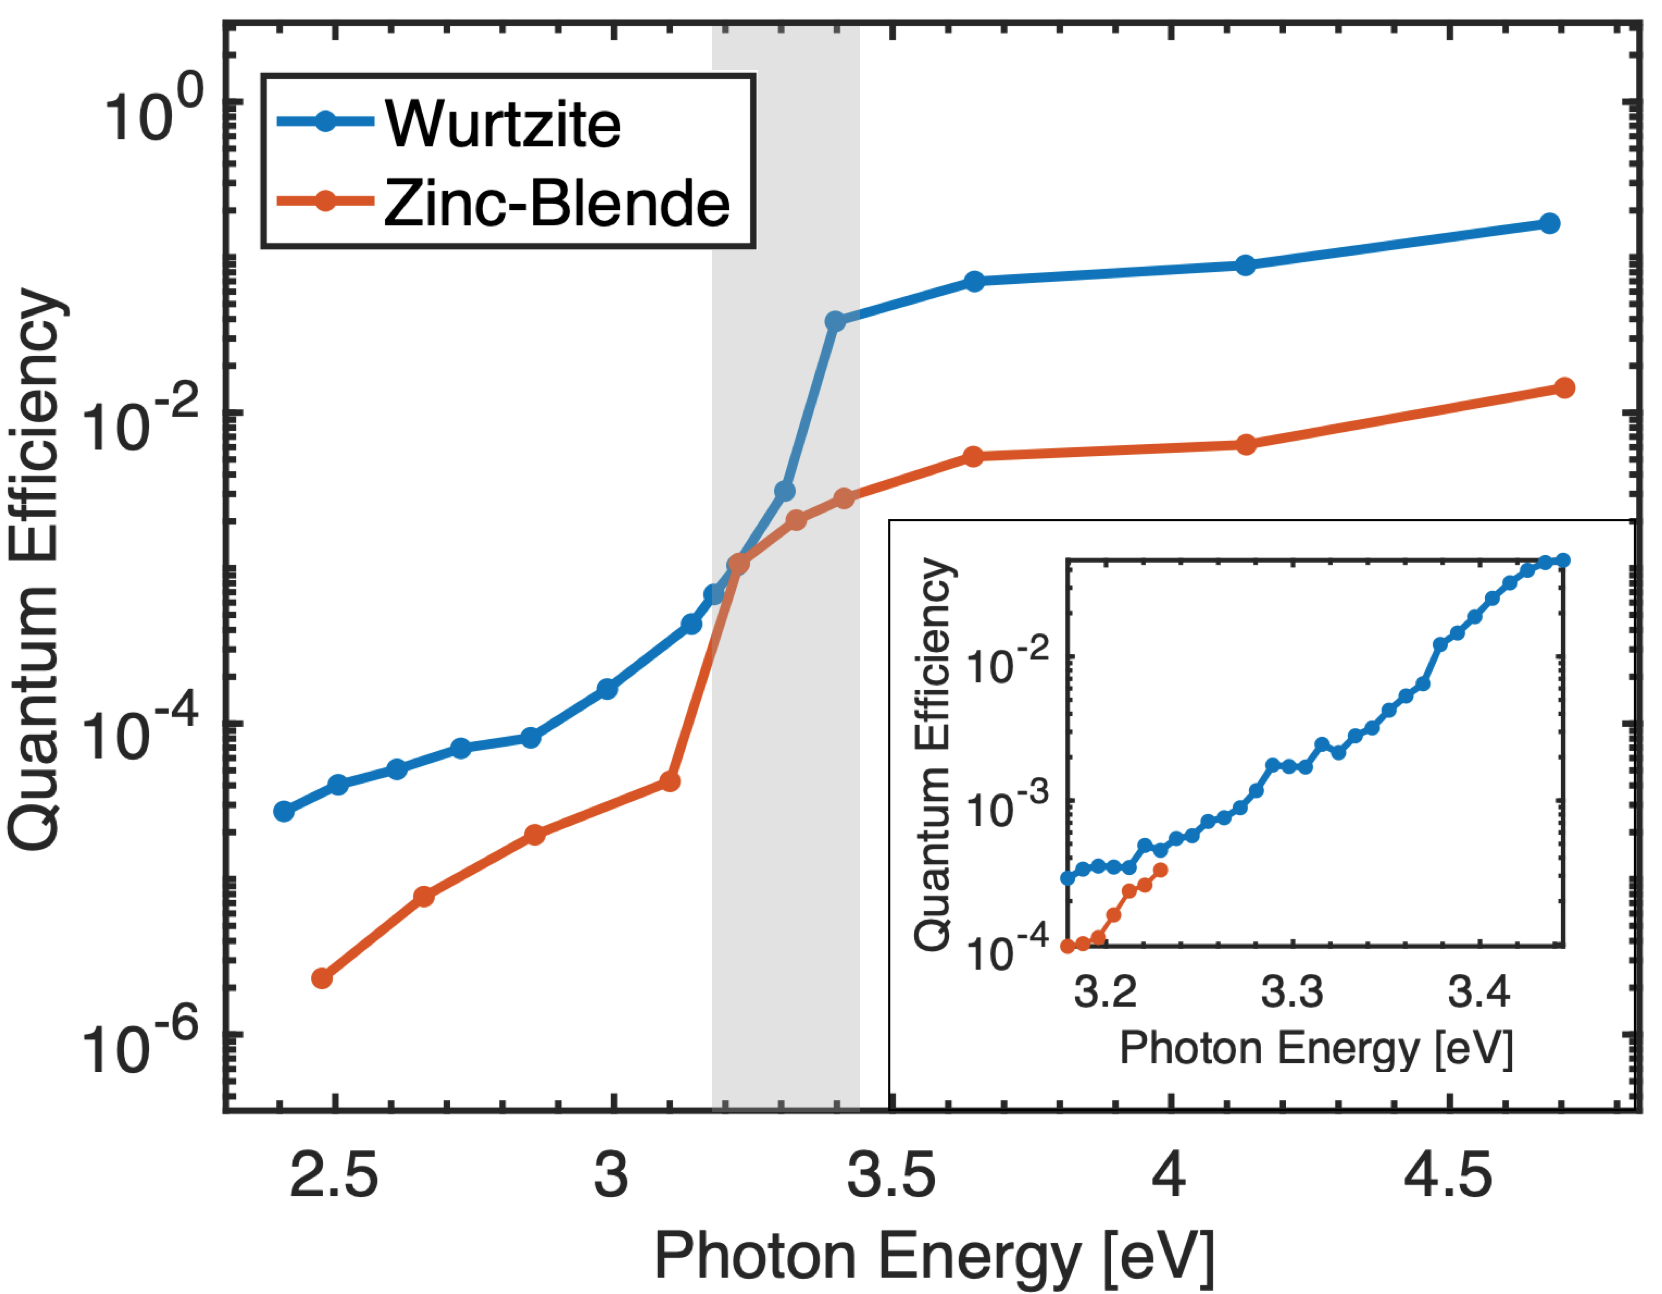 Quantum Efficiency
10^0
10^-2
10^-4
10^-6
Wurtzite
Zinc-Blende
2.5 3 3.5 4 4.5
Photon Energy [eV]
Quantum Efficiency
10^-2
10^-3
10^-4
3.2 3.3 3.4
Photon Energy [eV]